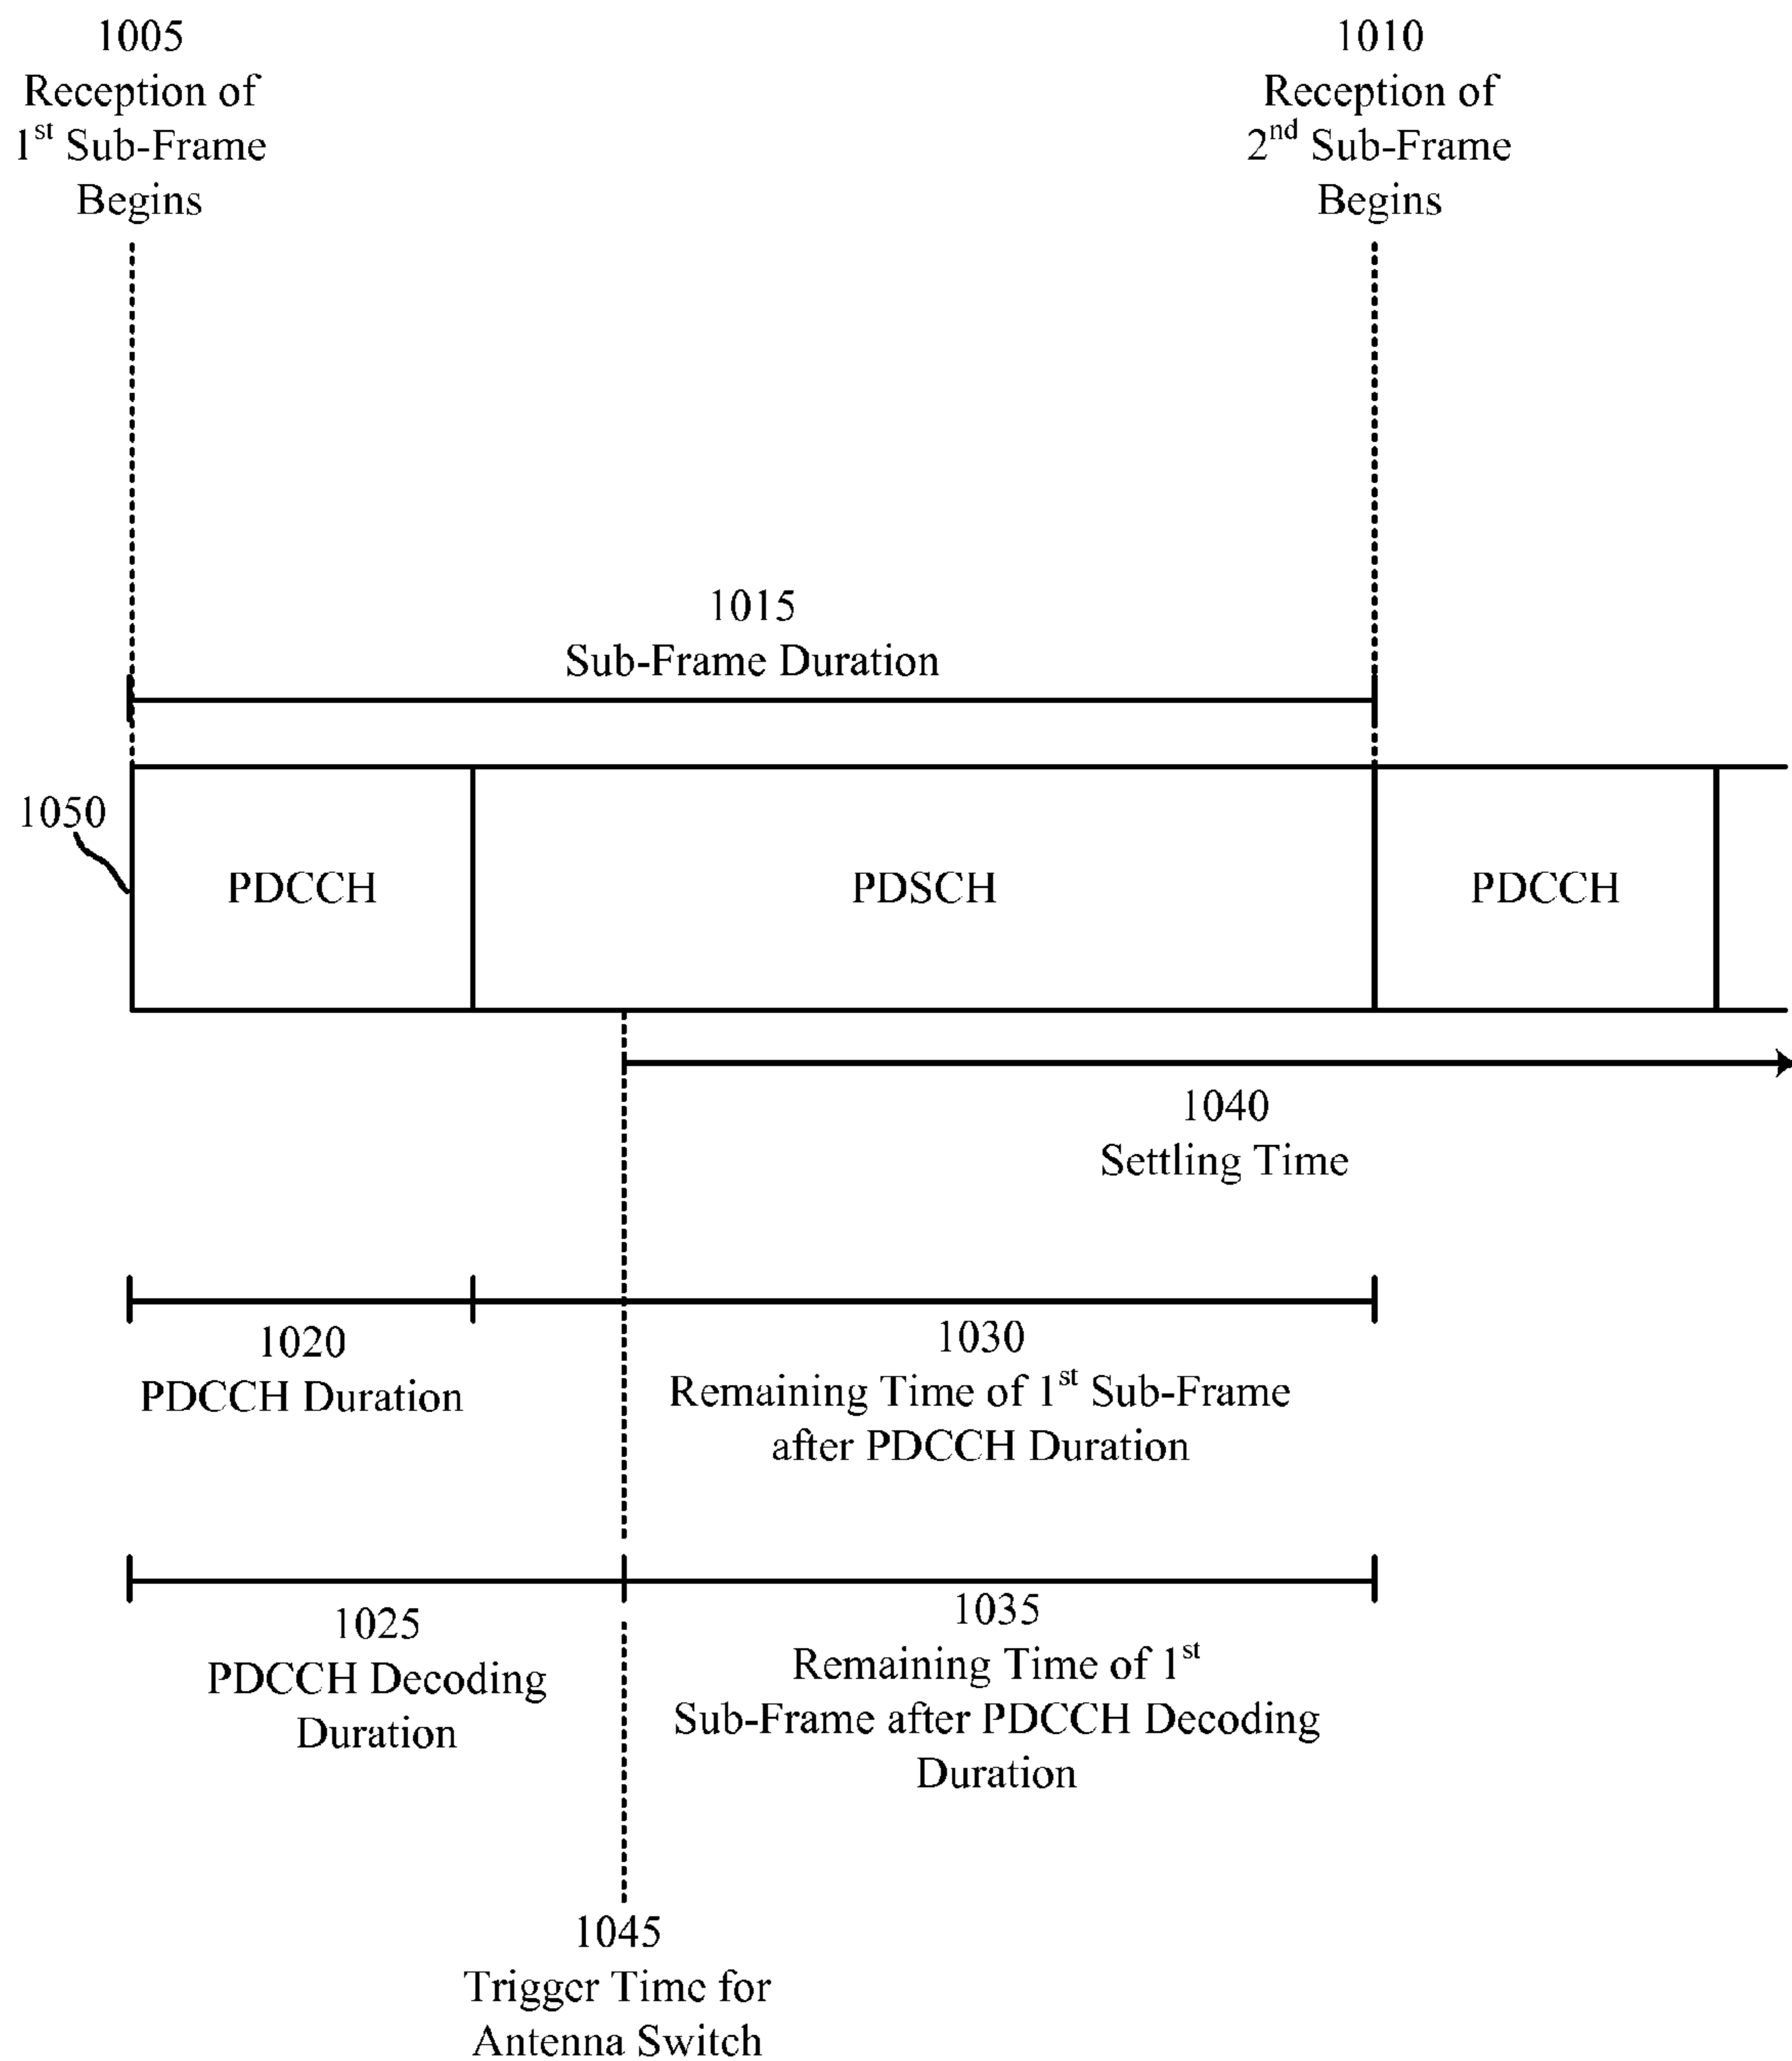 1005
Reception of
1st Sub-Frame
Begins
1010
Reception of
2nd Sub-Frame
Begins
1015
Sub-Frame Duration
1050
PDCCH
PDSCH
PDCCH
1040
Settling Time
1020
PDCCH Duration
1030
Remaining Time of 1st Sub-Frame
after PDCCH Duration
1025
PDCCH Decoding
Duration
1035
Remaining Time of 1st
Sub-Frame after PDCCH Decoding
Duration
1045
Trigger Time for
Antenna Switch